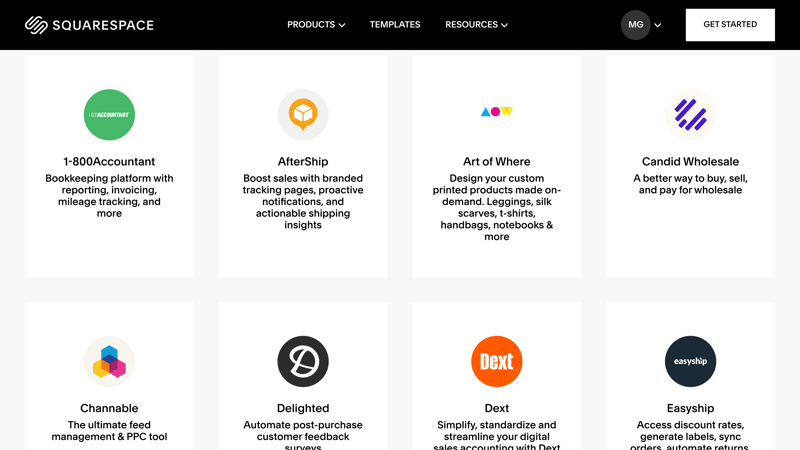 SQUARESPACE
PRODUCTS
TEMPLATES
RESOURCES
MG
GET STARTED
1-800ACCOUNTANT
1-800Accountant
Bookkeeping platform with
reporting, invoicing,
mileage tracking, and
more
AfterShip
Boost sales with branded
tracking pages, proactive
notifications, and
actionable shipping
insights
Art of Where
Design your custom
printed products made on-
demand. Leggings, silk
scarves, t-shirts,
handbags, notebooks &
more
Candid Wholesale
A better way to buy, sell,
and pay for wholesale
Channable
The ultimate feed
management & PPC tool
Delighted
Automate post-purchase
customer feedback
surveys
Dext
Dext
Simplify, standardize and
streamline your digital
sales accounting with Dext
easyship
Easyship
Access discount rates,
generate labels, sync
orders, automate returns